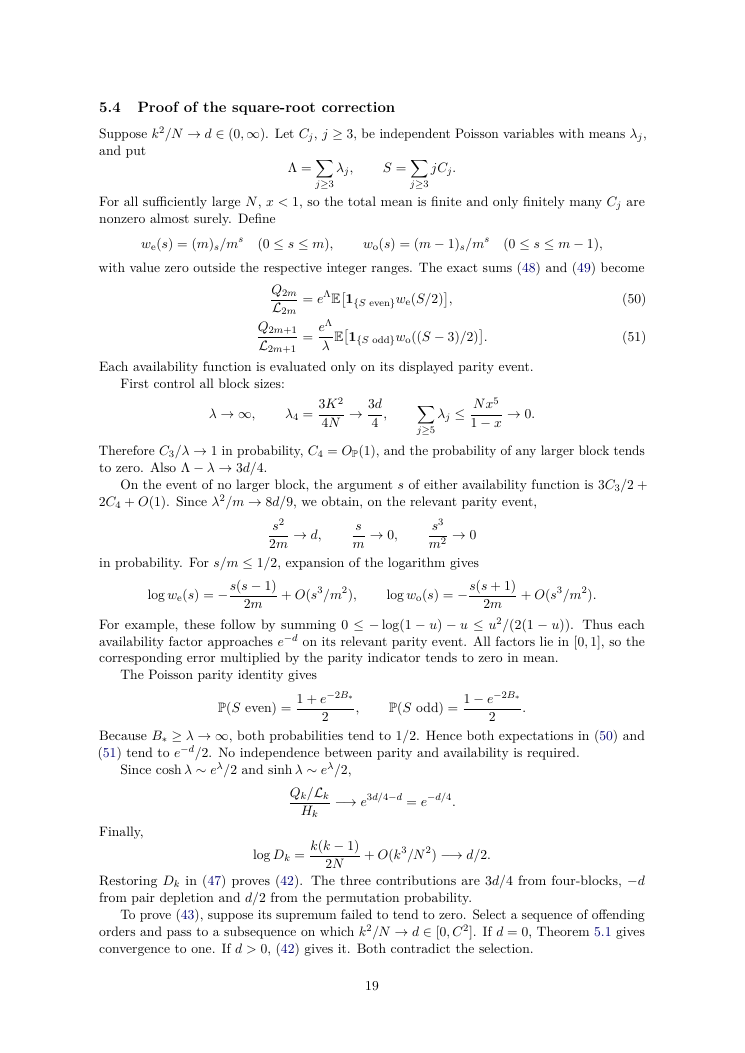 5.4 Proof of the square-root correction
Suppose k²/N → d ∈ (0, ∞). Let C_j, j ≥ 3, be independent Poisson variables with means λ_j,
and put
Λ = ∑_{j≥3} λ_j, S = ∑_{j≥3} jC_j.
For all sufficiently large N, x < 1, so the total mean is finite and only finitely many C_j are
nonzero almost surely. Define
w_e(s) = (m)_s/m^s (0 ≤ s ≤ m), w_o(s) = (m − 1)_s/m^s (0 ≤ s ≤ m − 1),
with value zero outside the respective integer ranges. The exact sums (48) and (49) become
Q_{2m}/ℒ_{2m} = e^Λ 𝔼[1_{S even} w_e(S/2)], (50)
Q_{2m+1}/ℒ_{2m+1} = e^Λ/λ 𝔼[1_{S odd} w_o((S − 3)/2)]. (51)
Each availability function is evaluated only on its displayed parity event.
First control all block sizes:
λ → ∞, λ_4 = 3K²/4N → 3d/4, ∑_{j≥5} λ_j ≤ Nx⁵/(1 − x) → 0.
Therefore C_3/λ → 1 in probability, C_4 = O_ℙ(1), and the probability of any larger block tends
to zero. Also Λ − λ → 3d/4.
On the event of no larger block, the argument s of either availability function is 3C_3/2 +
2C_4 + O(1). Since λ²/m → 8d/9, we obtain, on the relevant parity event,
s²/2m → d, s/m → 0, s³/m² → 0
in probability. For s/m ≤ 1/2, expansion of the logarithm gives
log w_e(s) = −s(s − 1)/2m + O(s³/m²), log w_o(s) = −s(s + 1)/2m + O(s³/m²).
For example, these follow by summing 0 ≤ − log(1 − u) − u ≤ u²/(2(1 − u)). Thus each
availability factor approaches e^{−d} on its relevant parity event. All factors lie in [0, 1], so the
corresponding error multiplied by the parity indicator tends to zero in mean.
The Poisson parity identity gives
ℙ(S even) = (1 + e^{−2B_*})/2, ℙ(S odd) = (1 − e^{−2B_*})/2.
Because B_* ≥ λ → ∞, both probabilities tend to 1/2. Hence both expectations in (50) and
(51) tend to e^{−d}/2. No independence between parity and availability is required.
Since cosh λ ∼ e^λ/2 and sinh λ ∼ e^λ/2,
(Q_k/ℒ_k)/H_k ⟶ e^{3d/4−d} = e^{−d/4}.
Finally,
log D_k = k(k − 1)/2N + O(k³/N²) ⟶ d/2.
Restoring D_k in (47) proves (42). The three contributions are 3d/4 from four-blocks, −d
from pair depletion and d/2 from the permutation probability.
To prove (43), suppose its supremum failed to tend to zero. Select a sequence of offending
orders and pass to a subsequence on which k²/N → d ∈ [0, C²]. If d = 0, Theorem 5.1 gives
convergence to one. If d > 0, (42) gives it. Both contradict the selection.
19